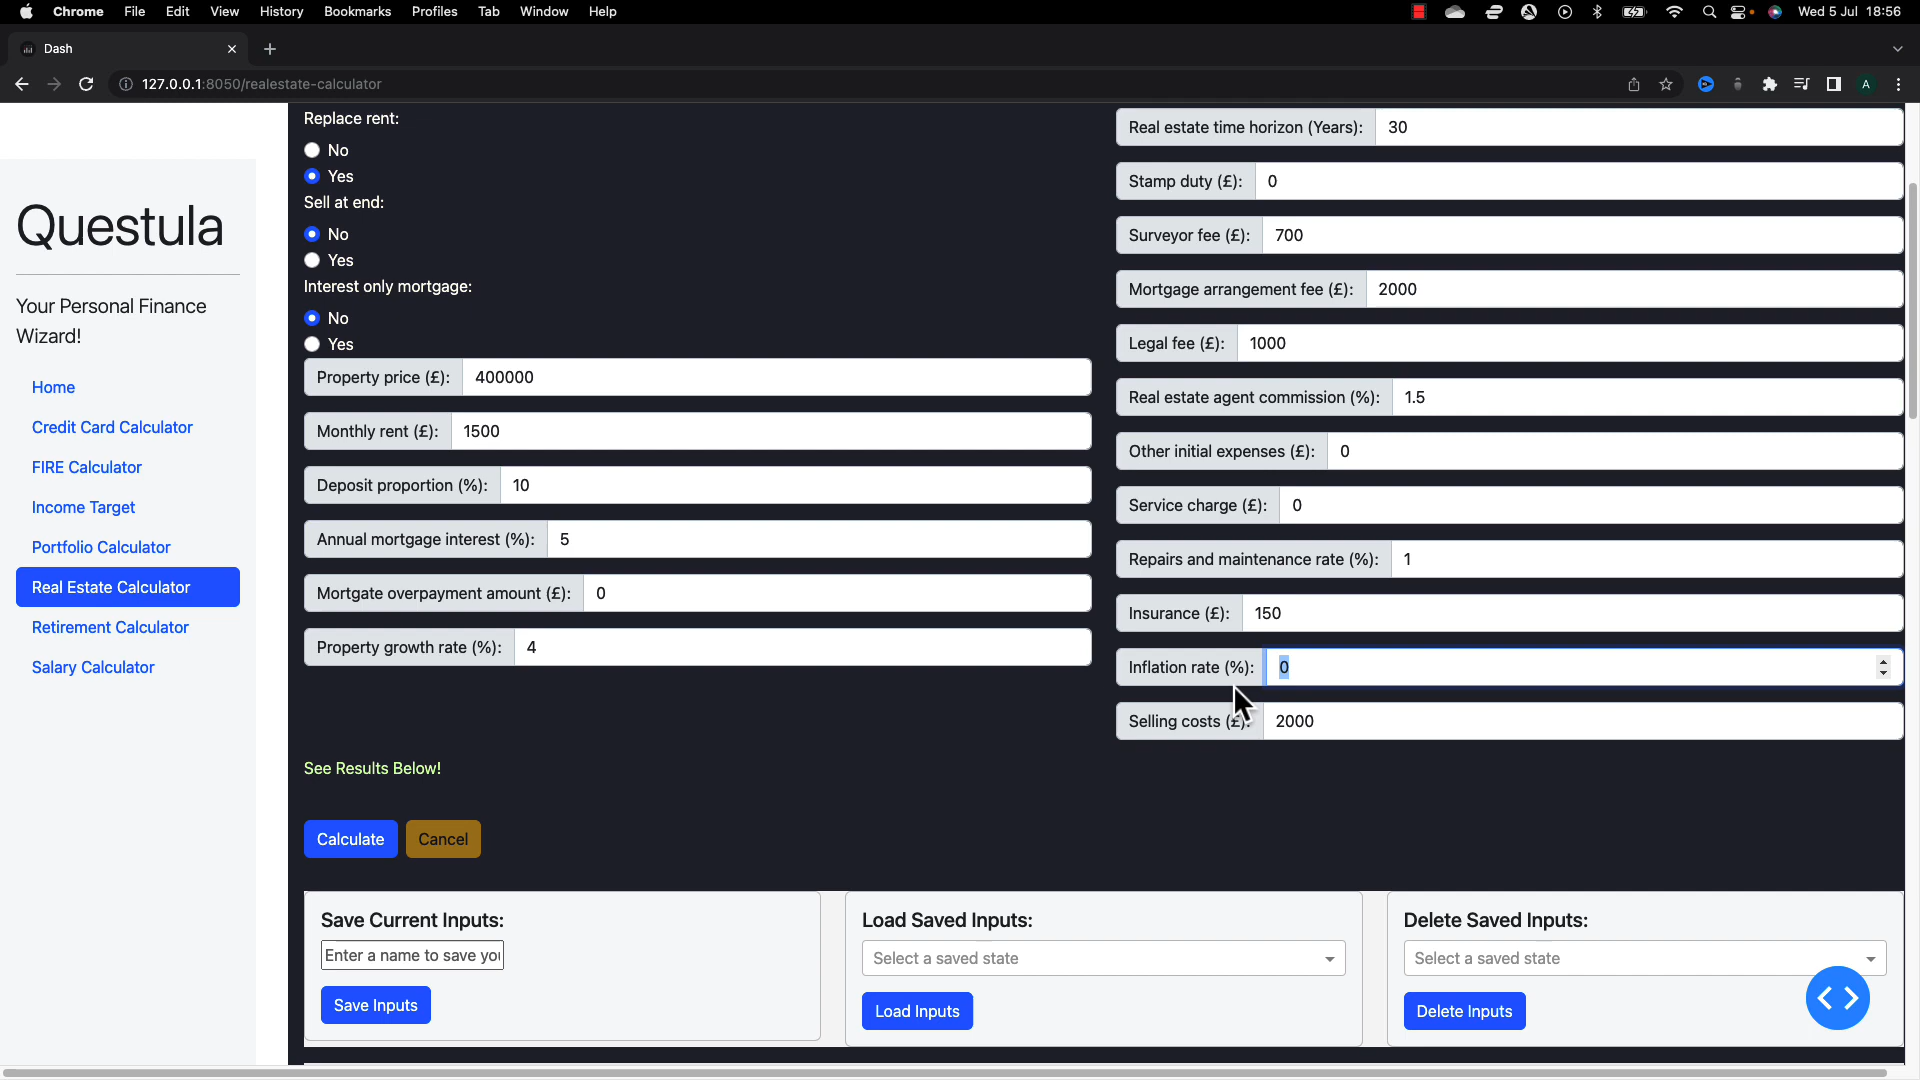 Chrome File Edit View History Bookmarks Profiles Tab Window Help Wed 5 Jul 18:56
Dash
127.0.0.1:8050/realestate-calculator
A
Questula
Your Personal Finance
Wizard!
Home
Credit Card Calculator
FIRE Calculator
Income Target
Portfolio Calculator
Real Estate Calculator
Retirement Calculator
Salary Calculator
Replace rent:
No
Yes
Sell at end:
No
Yes
Interest only mortgage:
No
Yes
Property price (£): 400000
Monthly rent (£): 1500
Deposit proportion (%): 10
Annual mortgage interest (%): 5
Mortgate overpayment amount (£): 0
Property growth rate (%): 4
Real estate time horizon (Years): 30
Stamp duty (£): 0
Surveyor fee (£): 700
Mortgage arrangement fee (£): 2000
Legal fee (£): 1000
Real estate agent commission (%): 1.5
Other initial expenses (£): 0
Service charge (£): 0
Repairs and maintenance rate (%): 1
Insurance (£): 150
Inflation rate (%): 0
Selling costs (£): 2000
See Results Below!
Calculate Cancel
Save Current Inputs:
Enter a name to save you
Save Inputs
Load Saved Inputs:
Select a saved state
Load Inputs
Delete Saved Inputs:
Select a saved state
Delete Inputs